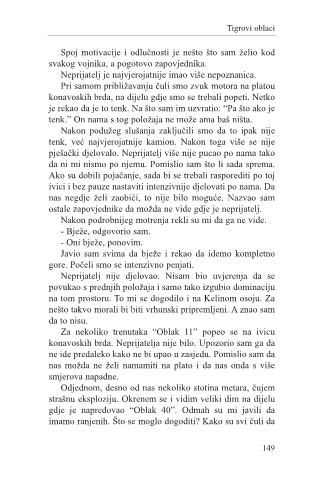 Tigrovi oblaci
Spoj motivacije i odlučnosti je nešto što sam želio kod
svakog vojnika, a pogotovo zapovjednika.
Neprijatelj je najvjerojatnije imao više nepoznanica.
Pri samom približavanju čuli smo zvuk motora na platou
konavoskih brda, na dijelu gdje smo se trebali popeti. Netko
je rekao da je to tenk. Na što sam im uzvratio: “Pa što ako je
tenk.” On nama s tog položaja ne može ama baš ništa.
Nakon podužeg slušanja zaključili smo da to ipak nije
tenk, već najvjerojatnije kamion. Nakon toga više se nije
pješački djelovalo. Neprijatelj više nije pucao po nama tako
da ni mi nismo po njemu. Pomislio sam što li sada sprema.
Ako su dobili pojačanje, sada bi se trebali rasporediti po toj
ivici i bez pauze nastaviti intenzivnije djelovati po nama. Da
nas negdje želi zaobići, to nije bilo moguće. Nazvao sam
ostale zapovjednike da možda ne vide gdje je neprijatelj.
Nakon podrobnijeg motrenja rekli su mi da ga ne vide.
- Bježe, odgovorio sam.
- Oni bježe, ponovim.
Javio sam svima da bježe i rekao da idemo kompletno
gore. Počeli smo se intenzivno penjati.
Neprijatelj nije djelovao. Nisam bio uvjerenja da se
povukao s prednjih položaja i samo tako izgubio dominaciju
na tom prostoru. To mi se dogodilo i na Kelinom osoju. Za
nešto takvo morali bi biti vrhunski pripremljeni. A znao sam
da to nisu.
Za nekoliko trenutaka “Oblak 11” popeo se na ivicu
konavoskih brda. Neprijatelja nije bilo. Upozorio sam ga da
ne ide predaleko kako ne bi upao u zasjedu. Pomislio sam da
nas možda ne želi namamiti na plato i da nas onda s više
smjerova napadne.
Odjednom, desno od nas nekoliko stotina metara, čujem
strašnu eksploziju. Okrenem se i vidim veliki dim na dijelu
gdje je napredovao “Oblak 40”. Odmah su mi javili da
imamo ranjenih. Što se moglo dogoditi? Kako su svi čuli da
149